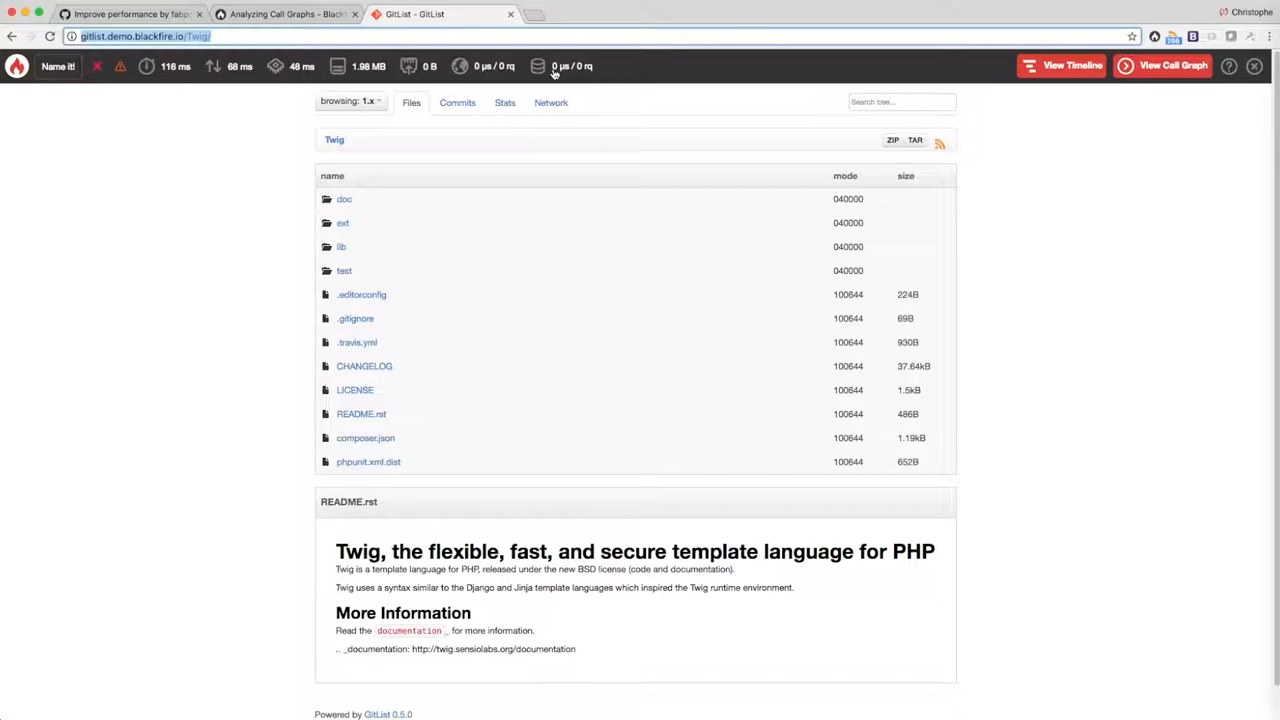 Improve performance by fabpo
Analyzing Call Graphs - Black
GitList - GitList
Christophe
gitlist.demo.blackfire.io/Twig/
Name it!
116 ms
68 ms
48 ms
1.98 MB
0 B
0 µs / 0 rq
0 µs / 0 rq
View Timeline
View Call Graph
browsing: 1.x
Files
Commits
Stats
Network
Search tree...
Twig
ZIP
TAR
name mode size
doc 040000
ext 040000
lib 040000
test 040000
.editorconfig 100644 224B
.gitignore 100644 69B
.travis.yml 100644 930B
CHANGELOG 100644 37.64kB
LICENSE 100644 1.5kB
README.rst 100644 486B
composer.json 100644 1.19kB
phpunit.xml.dist 100644 652B
README.rst
Twig, the flexible, fast, and secure template language for PHP
Twig is a template language for PHP, released under the new BSD license (code and documentation).
Twig uses a syntax similar to the Django and Jinja template languages which inspired the Twig runtime environment.
More Information
Read the documentation _ for more information.
.. _documentation: http://twig.sensiolabs.org/documentation
Powered by GitList 0.5.0